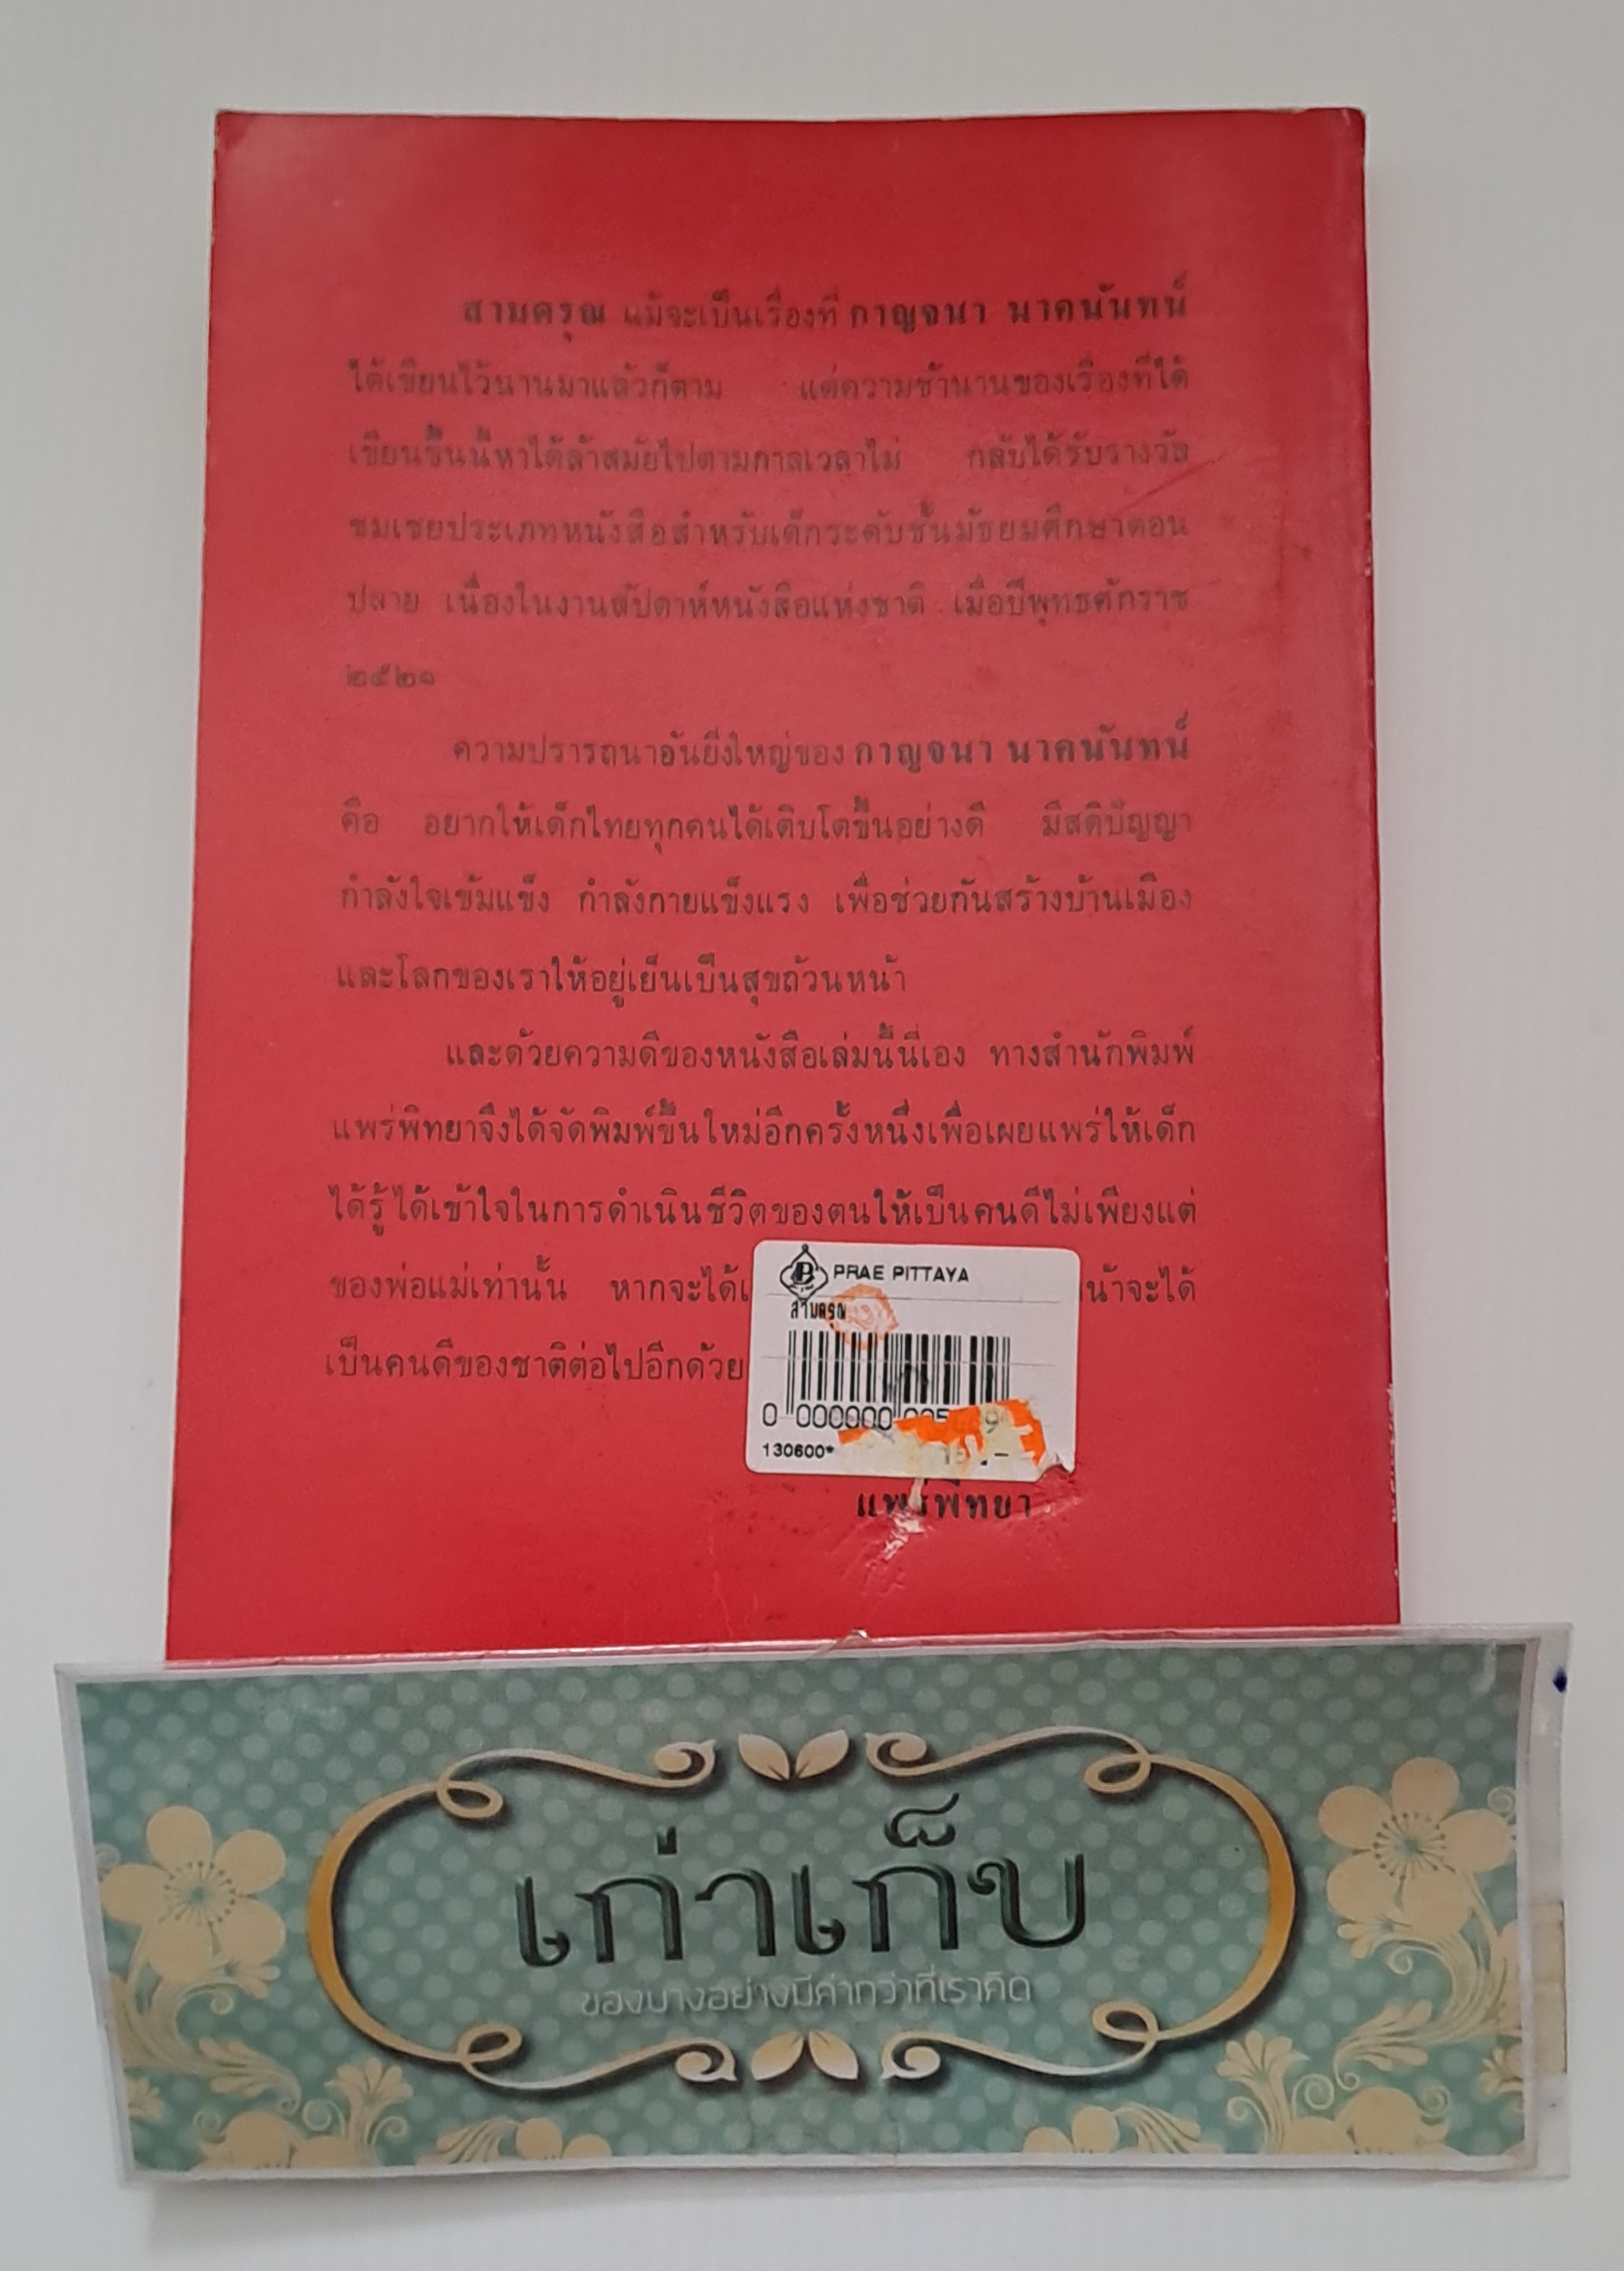 สามดรุณ แม้จะเป็นเรื่องที่ กาญจนา นาคนันทน์
ได้เขียนไว้นานมาแล้วก็ตาม แต่ความช้านานของเรื่องที่ได้
เขียนขึ้นนี้หาได้ล้าสมัยไปตามกาลเวลาไม่ กลับได้รับรางวัล
ชมเชยประเภทหนังสือสำหรับเด็กระดับชั้นมัธยมศึกษาตอน
ปลาย เนื่องในงานสัปดาห์หนังสือแห่งชาติ เมื่อปีพุทธศักราช
๒๕๒๑
ความปรารถนาอันยิ่งใหญ่ของ กาญจนา นาคนันทน์
คือ อยากให้เด็กไทยทุกคนได้เติบโตขึ้นอย่างดี มีสติปัญญา
กำลังใจเข้มแข็ง กำลังกายแข็งแรง เพื่อช่วยกันสร้างบ้านเมือง
และโลกของเราให้อยู่เย็นเป็นสุขถ้วนหน้า
และด้วยความดีของหนังสือเล่มนี้นี่เอง ทางสำนักพิมพ์
แพร่พิทยาจึงได้จัดพิมพ์ขึ้นใหม่อีกครั้งหนึ่งเพื่อเผยแพร่ให้เด็ก
ได้รู้ได้เข้าใจในการดำเนินชีวิตของตนให้เป็นคนดีไม่เพียงแต่
ของพ่อแม่เท่านั้น หากจะได้เ น้าจะได้
เป็นคนดีของชาติต่อไปอีกด้วย
PRAE PITTAYA
สามดรุณ
0 000000
130600*
แพร่พิทยา
เก่าเก็บ
ของบางอย่างมีค่ากว่าที่เราคิด